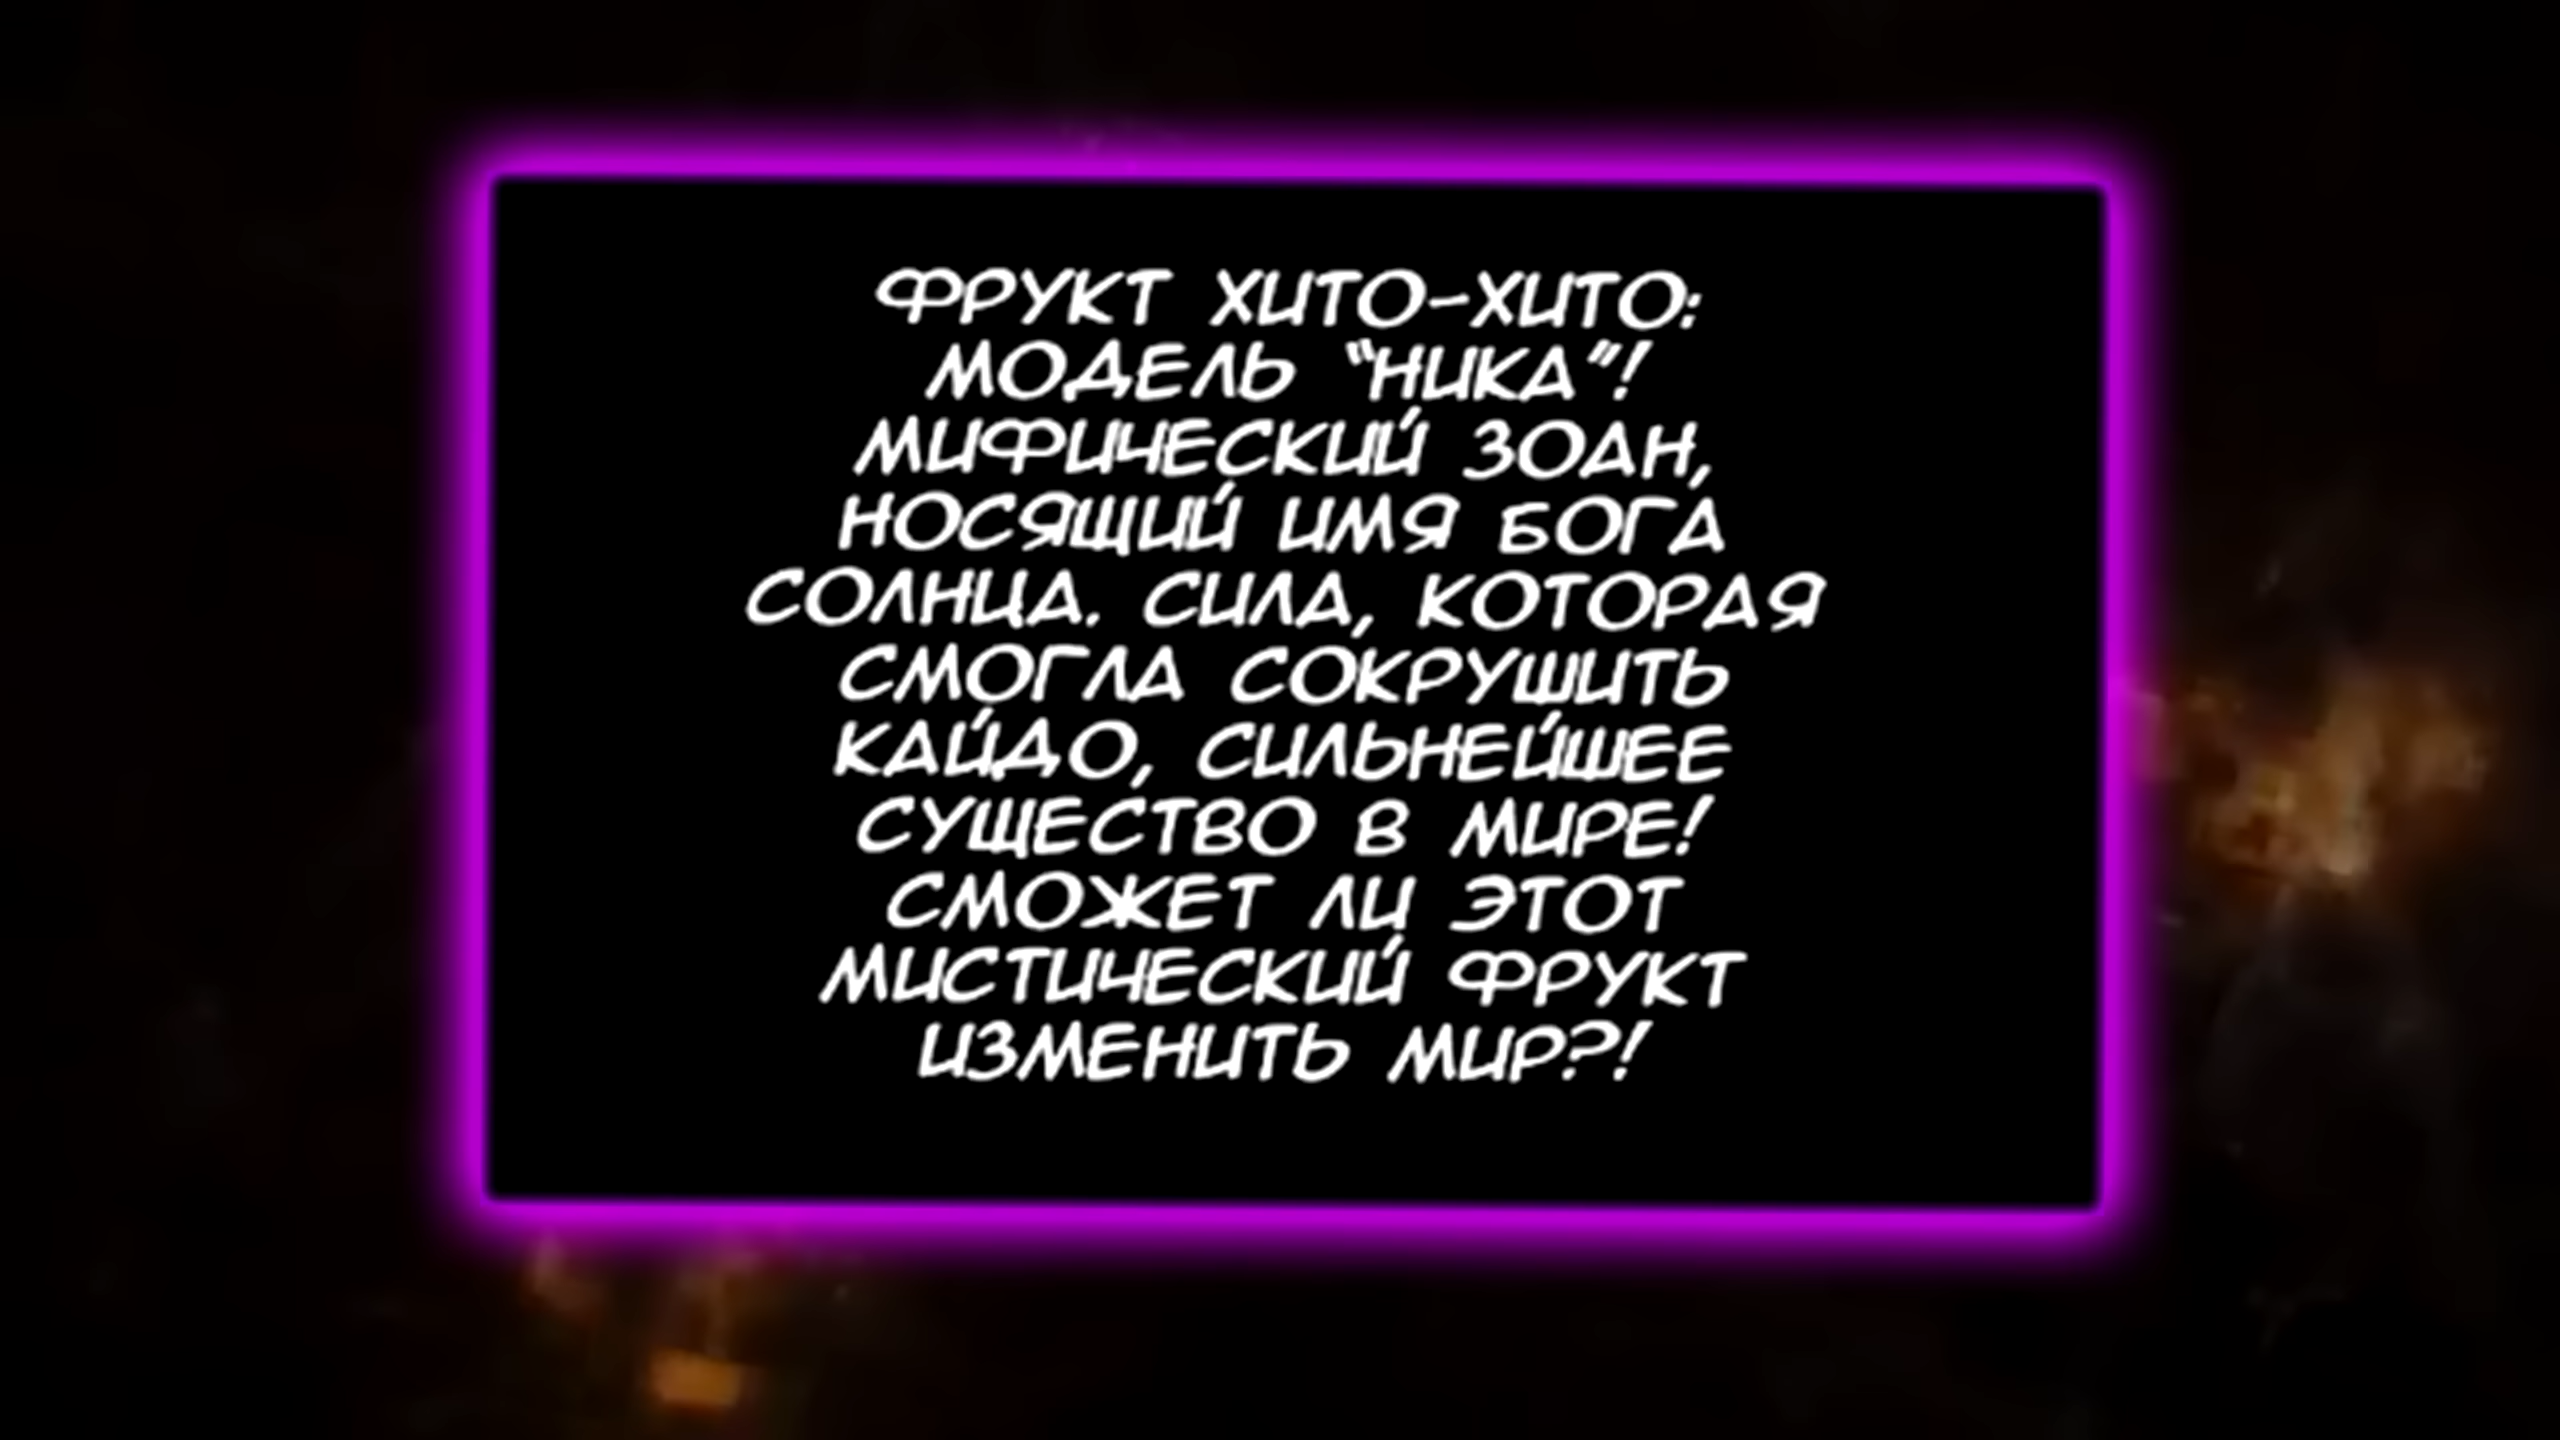 ФРУКТ ХИТО-ХИТО:
МОДЕЛЬ “НИКА”!
МИФИЧЕСКИЙ ЗОАН,
НОСЯЩИЙ ИМЯ БОГА
СОЛНЦА. СИЛА, КОТОРАЯ
СМОГЛА СОКРУШИТЬ
КАЙДО, СИЛЬНЕЙШЕЕ
СУЩЕСТВО В МИРЕ!
СМОЖЕТ ЛИ ЭТОТ
МИСТИЧЕСКИЙ ФРУКТ
ИЗМЕНИТЬ МИР?!